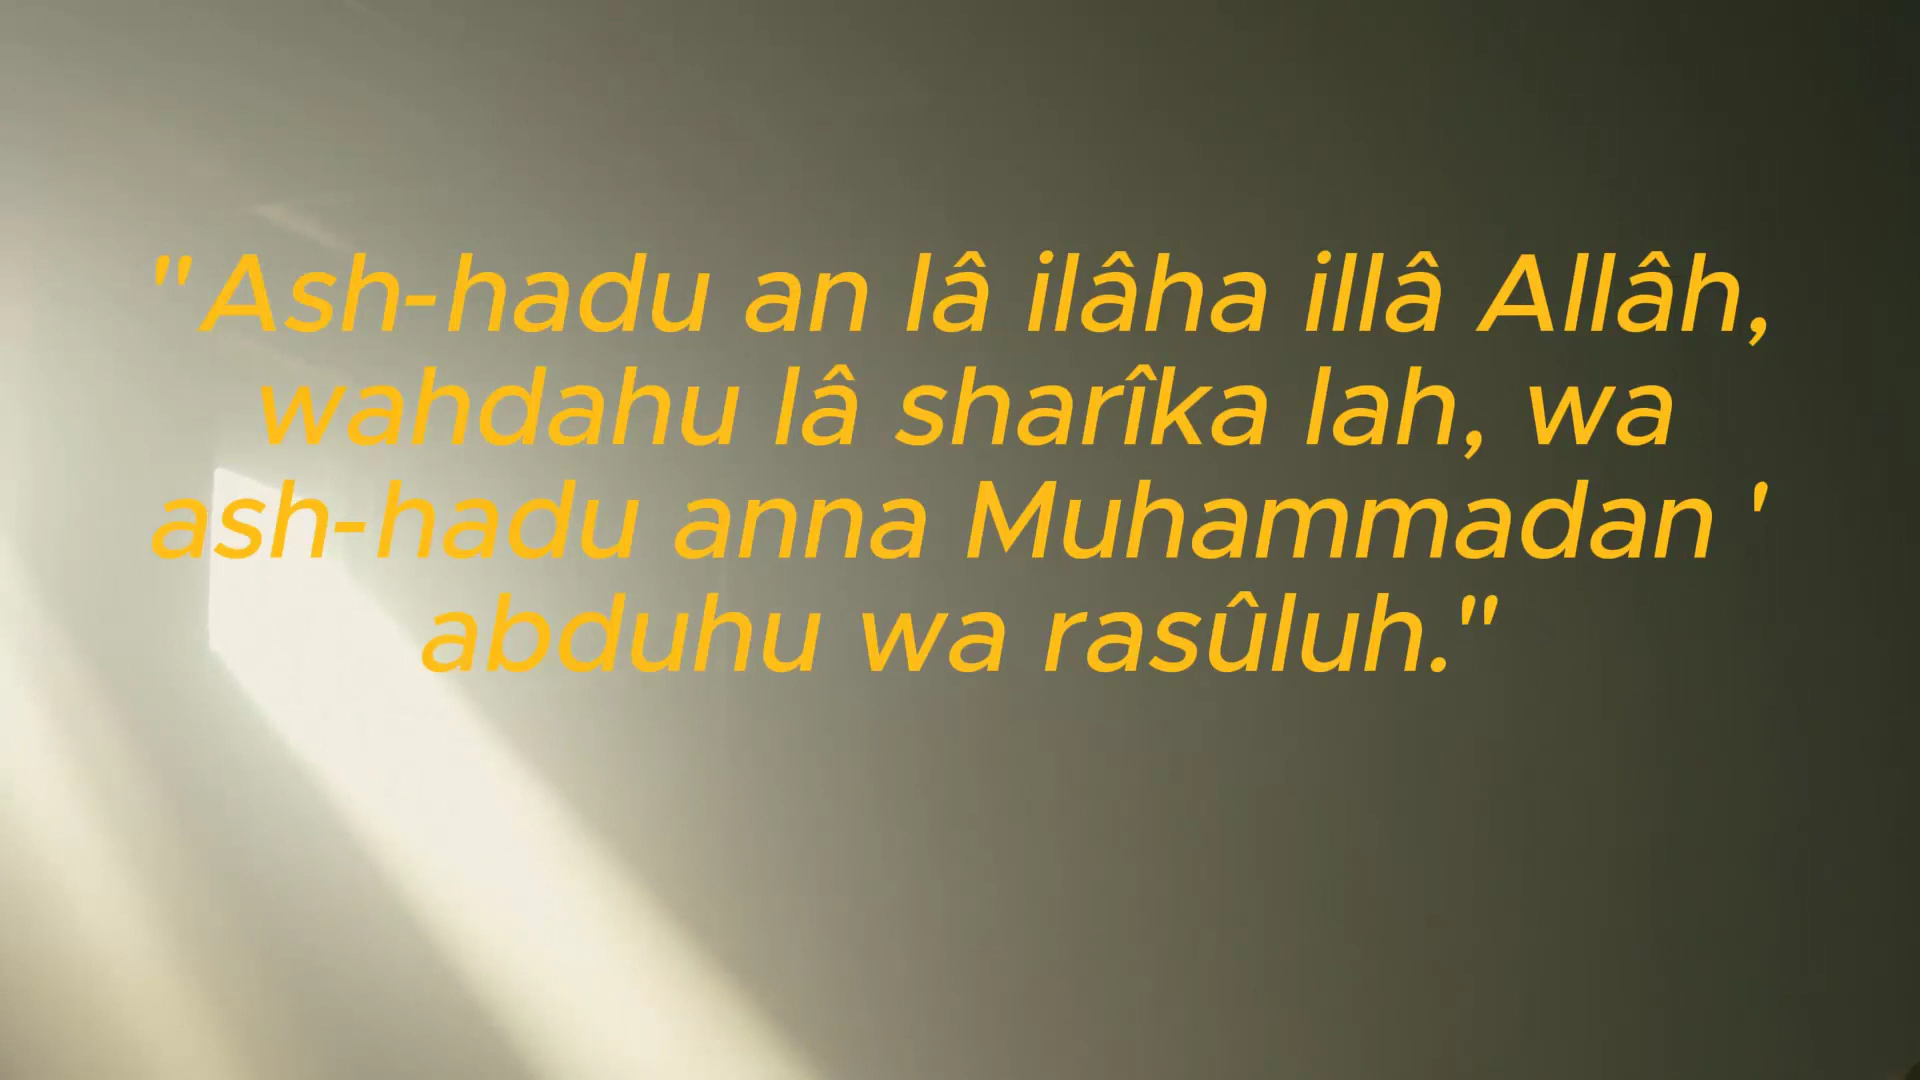 "Ash-hadu an lâ ilâha illâ Allâh,
wahdahu lâ sharîka lah, wa
ash-hadu anna Muhammadan '
abduhu wa rasûluh."